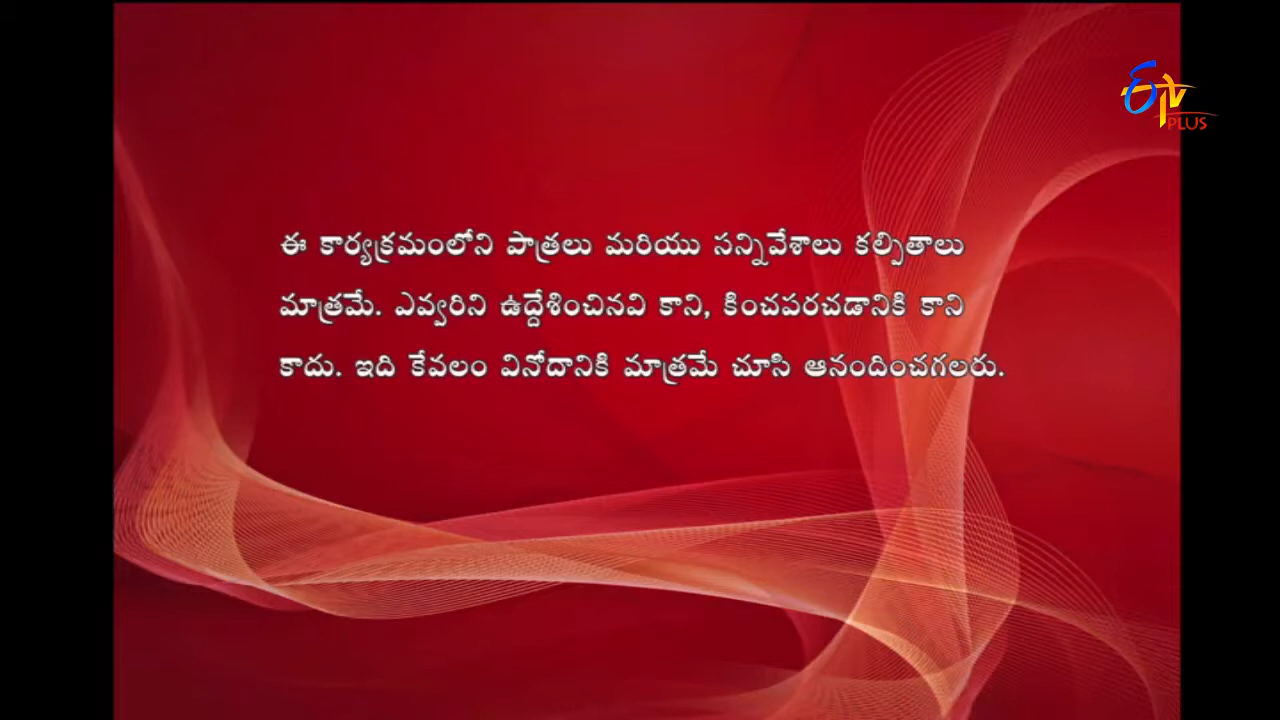 ETV
PLUS
ఈ కార్యక్రమంలోని పాత్రలు మరియు సన్నివేశాలు కల్పితాలు
మాత్రమే. ఎవ్వరిని ఉద్దేశించినవి కాని, కించపరచడానికి కాని
కాదు. ఇది కేవలం వినోదానికి మాత్రమే చూసి ఆనందించగలరు.